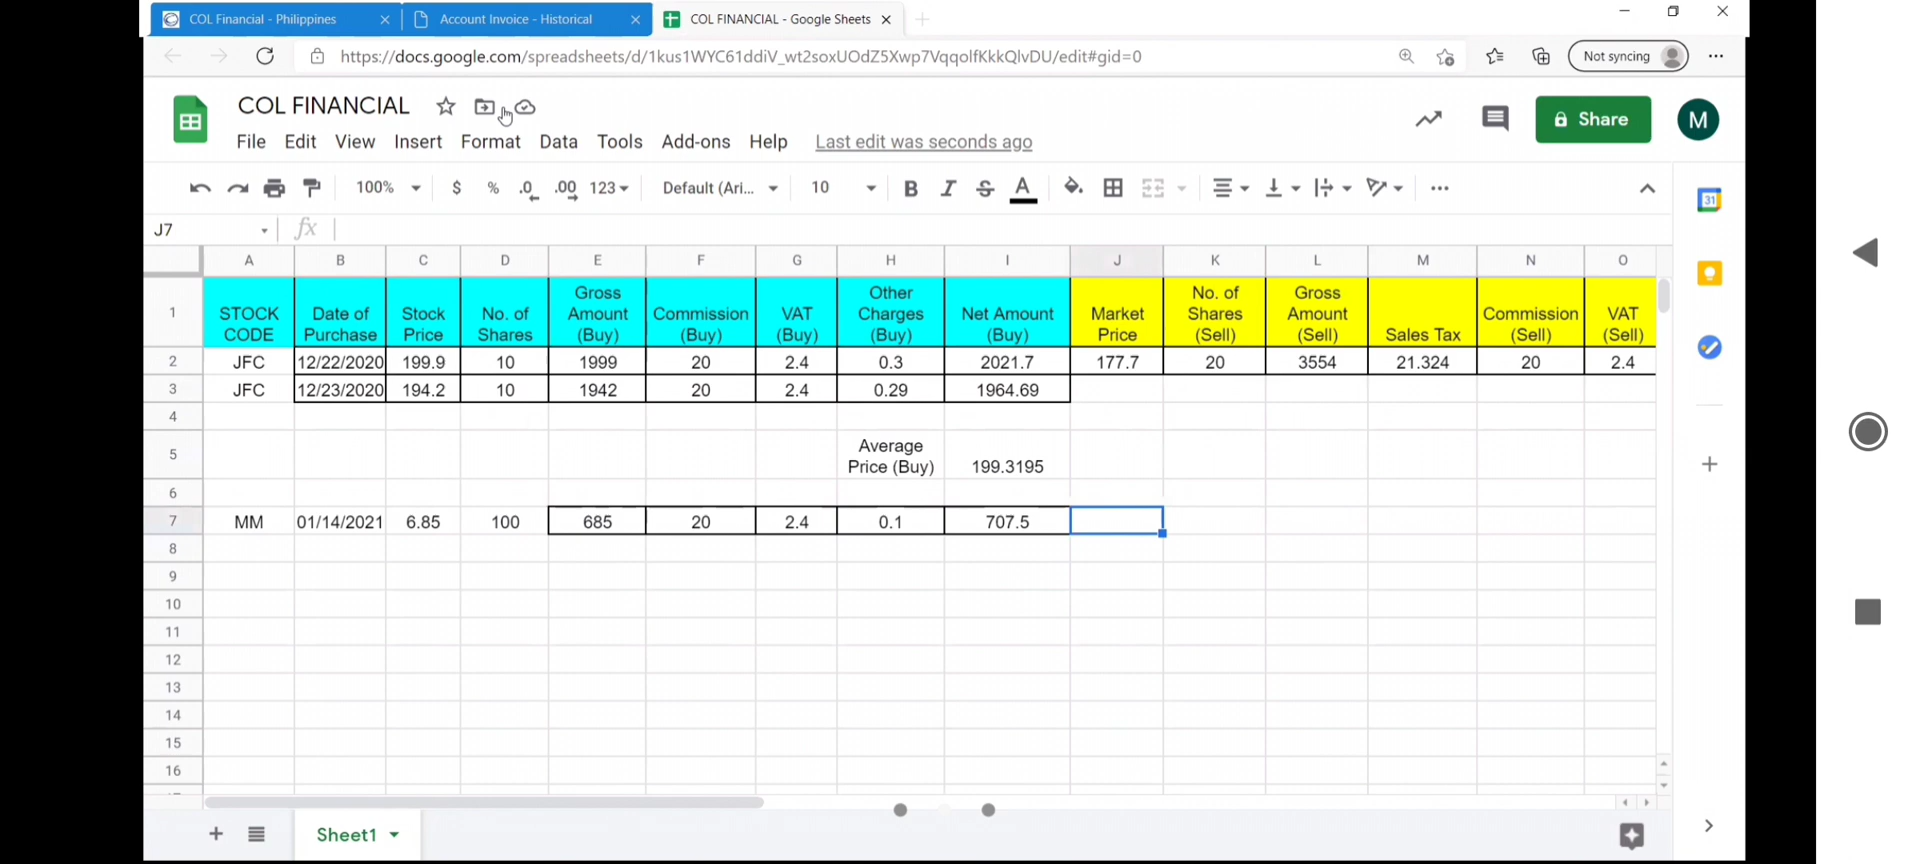 COL Financial - Philippines
Account Invoice - Historical
COL FINANCIAL - Google Sheets
https://docs.google.com/spreadsheets/d/1kus1WYC61ddiV_wt2soxUOdZ5Xwp7VqqolfKkkQlvDU/edit#gid=0
Not syncing
COL FINANCIAL
Share
M
File Edit View Insert Format Data Tools Add-ons Help Last edit was seconds ago
100% $ % .0 .00 123 Default (Ari... 10 B I S A
31
J7 fx
A B C D E F G H I J K L M N O
1 STOCK CODE Date of Purchase Stock Price No. of Shares Gross Amount (Buy) Commission (Buy) VAT (Buy) Other Charges (Buy) Net Amount (Buy) Market Price No. of Shares (Sell) Gross Amount (Sell) Sales Tax Commission (Sell) VAT (Sell)
2 JFC 12/22/2020 199.9 10 1999 20 2.4 0.3 2021.7 177.7 20 3554 21.324 20 2.4
3 JFC 12/23/2020 194.2 10 1942 20 2.4 0.29 1964.69
4
5 Average Price (Buy) 199.3195
6
7 MM 01/14/2021 6.85 100 685 20 2.4 0.1 707.5
8
9
10
11
12
13
14
15
16
Sheet1